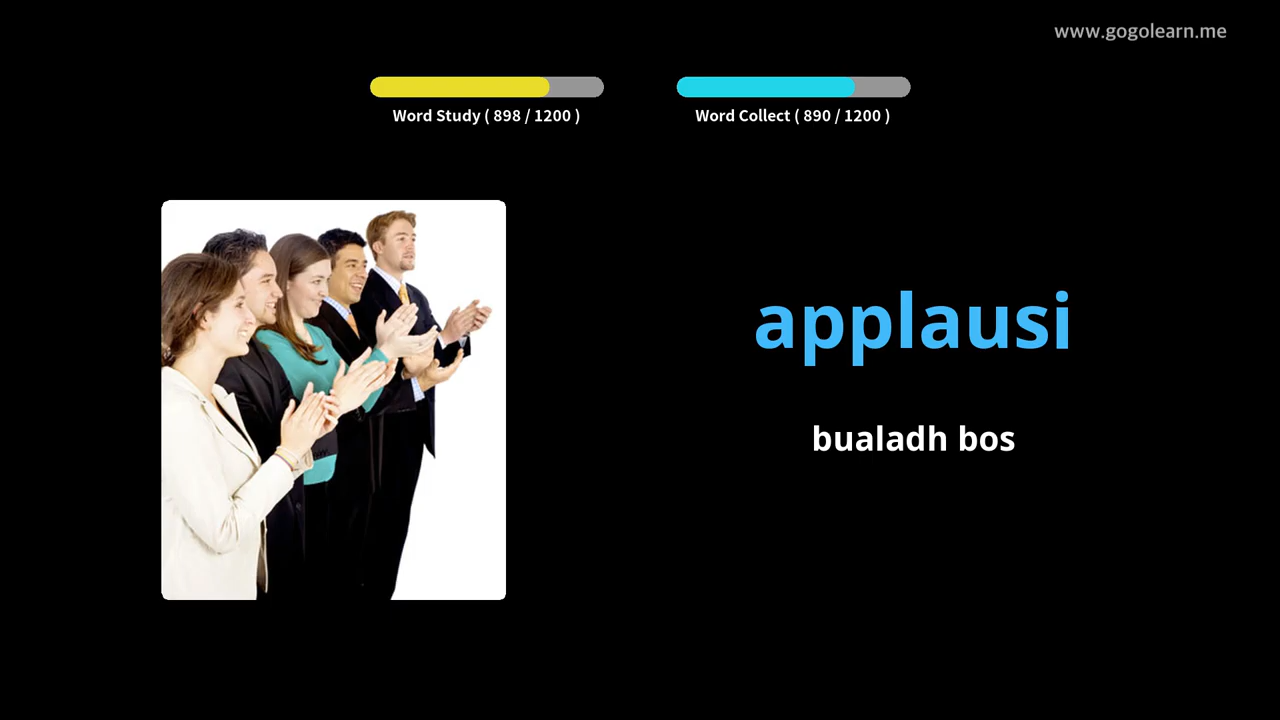 www.gogolearn.me
Word Study ( 898 / 1200 )
Word Collect ( 890 / 1200 )
applausi
bualadh bos